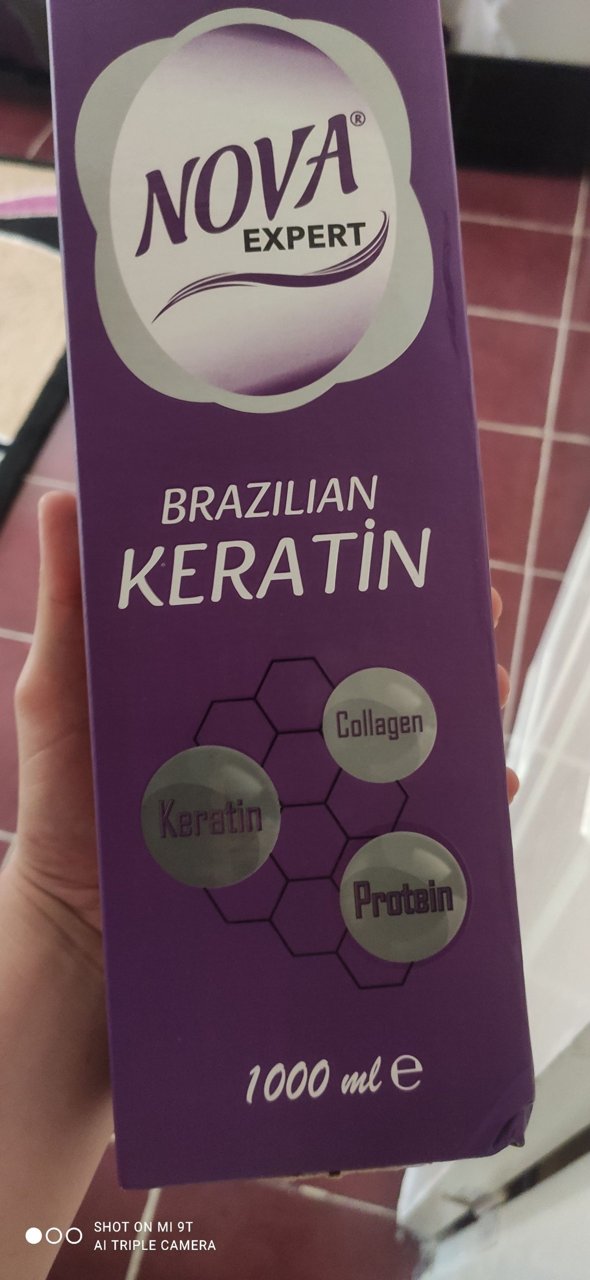 NOVA®
EXPERT
BRAZILIAN
KERATİN
Collagen
Keratin
Protein
1000 ml ℮
SHOT ON MI 9T
AI TRIPLE CAMERA